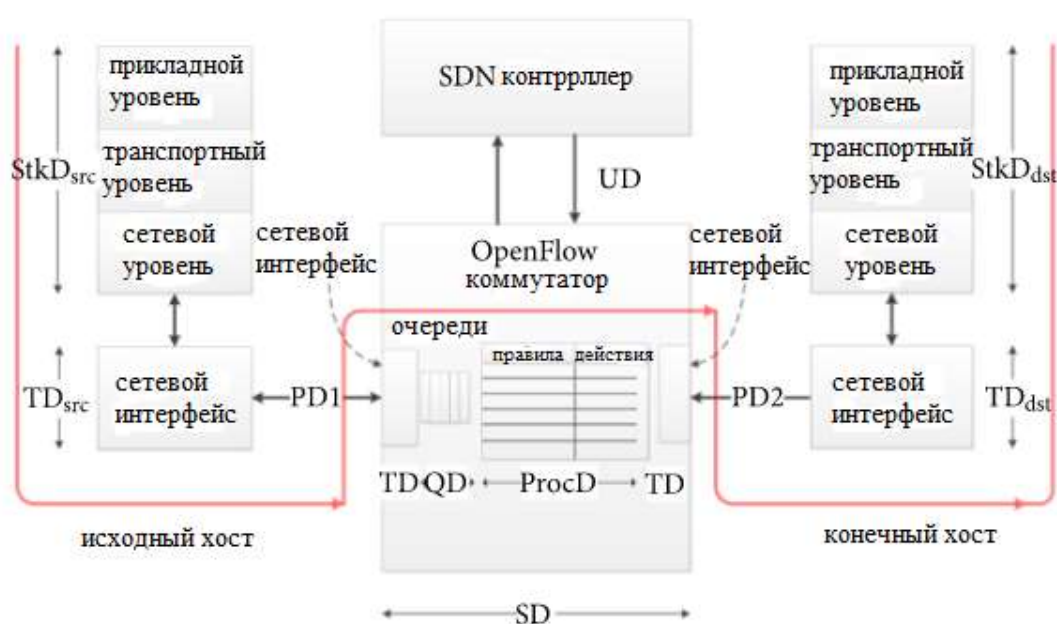 прикладной
уровень
транспортный
уровень
сетевой
уровень
StkDsrc
сетевой
интерфейс
TDsrc
исходный хост
PD1
сетевой
интерфейс
SDN контррллер
UD
OpenFlow
коммутатор
очереди
правила действия
TD QD ProcD TD
SD
сетевой
интерфейс
PD2
прикладной
уровень
транспортный
уровень
сетевой
уровень
StkDdst
сетевой
интерфейс
TDdst
конечный хост